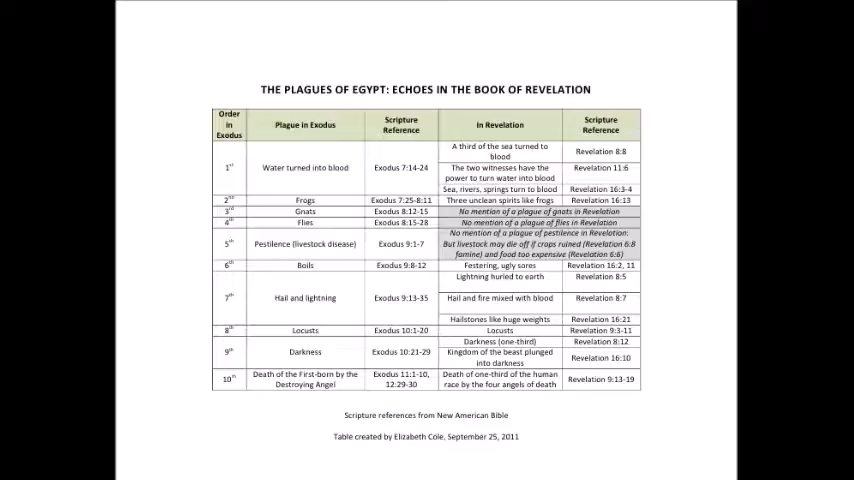 THE PLAGUES OF EGYPT: ECHOES IN THE BOOK OF REVELATION
Order in Exodus
Plague in Exodus
Scripture Reference
In Revelation
Scripture Reference
1st
Water turned into blood
Exodus 7:14-24
A third of the sea turned to
blood
Revelation 8:8
The two witnesses have the
power to turn water into blood
Revelation 11:6
Sea, rivers, springs turn to blood
Revelation 16:3-4
2nd
Frogs
Exodus 7:25-8:11
Three unclean spirits like frogs
Revelation 16:13
3rd
Gnats
Exodus 8:12-15
No mention of a plague of gnats in Revelation
4th
Flies
Exodus 8:15-28
No mention of a plague of flies in Revelation
5th
Pestilence (livestock disease)
Exodus 9:1-7
No mention of a plague of pestilence in Revelation:
But livestock may die off if crops ruined (Revelation 6:8
famine) and food too expensive (Revelation 6:6)
6th
Boils
Exodus 9:8-12
Festering, ugly sores
Revelation 16:2, 11
7th
Hail and lightning
Exodus 9:13-35
Lightning hurled to earth
Revelation 8:5
Hail and fire mixed with blood
Revelation 8:7
Hailstones like huge weights
Revelation 16:21
8th
Locusts
Exodus 10:1-20
Locusts
Revelation 9:3-11
9th
Darkness
Exodus 10:21-29
Darkness (one-third)
Revelation 8:12
Kingdom of the beast plunged
into darkness
Revelation 16:10
10th
Death of the First-born by the
Destroying Angel
Exodus 11:1-10,
12:29-30
Death of one-third of the human
race by the four angels of death
Revelation 9:13-19
Scripture references from New American Bible
Table created by Elizabeth Cole, September 25, 2011